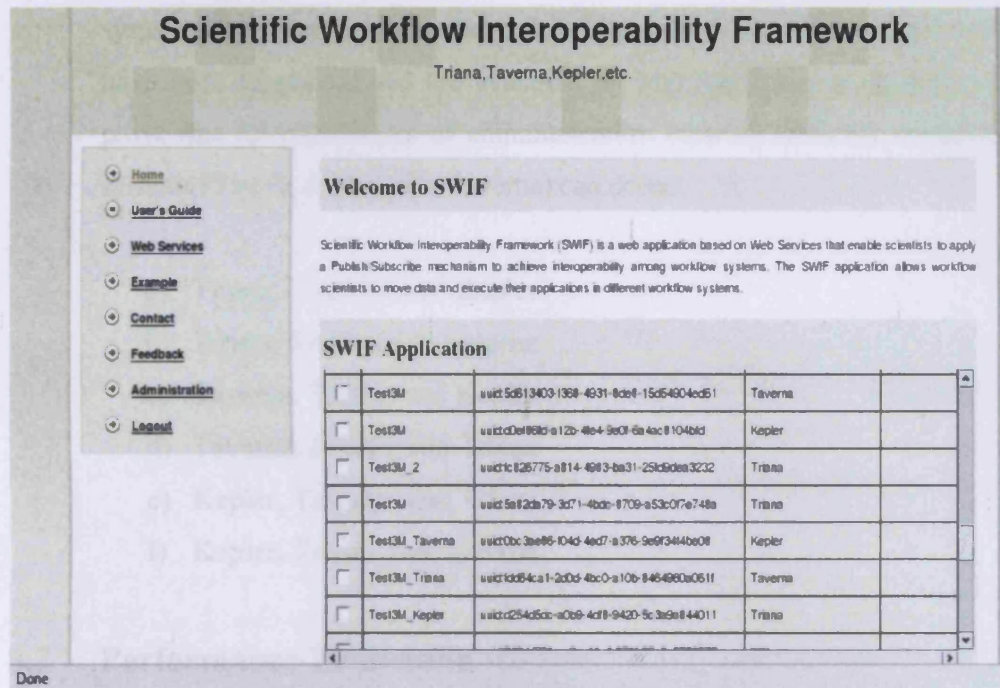 Scientific Workflow Interoperability Framework
Triana,Taverna,Kepler,etc.
Home
User's Guide
Web Services
Example
Contact
Feedback
Administration
Logout
Welcome to SWIF
Scientific Workflow Interoperability Framework (SWIF) is a web application based on Web Services that enable scientists to apply
a Publish/Subscribe mechanism to achieve interoperability among workflow systems. The SWIF application allows workflow
scientists to move data and execute their applications in different workflow systems.
SWIF Application
Test3M Taverna
Test3M Kepler
Test3M_2 Triana
Test3M Triana
Test3M_Taverna Kepler
Test3M_Triana Taverna
Test3M_Kepler Triana
Done